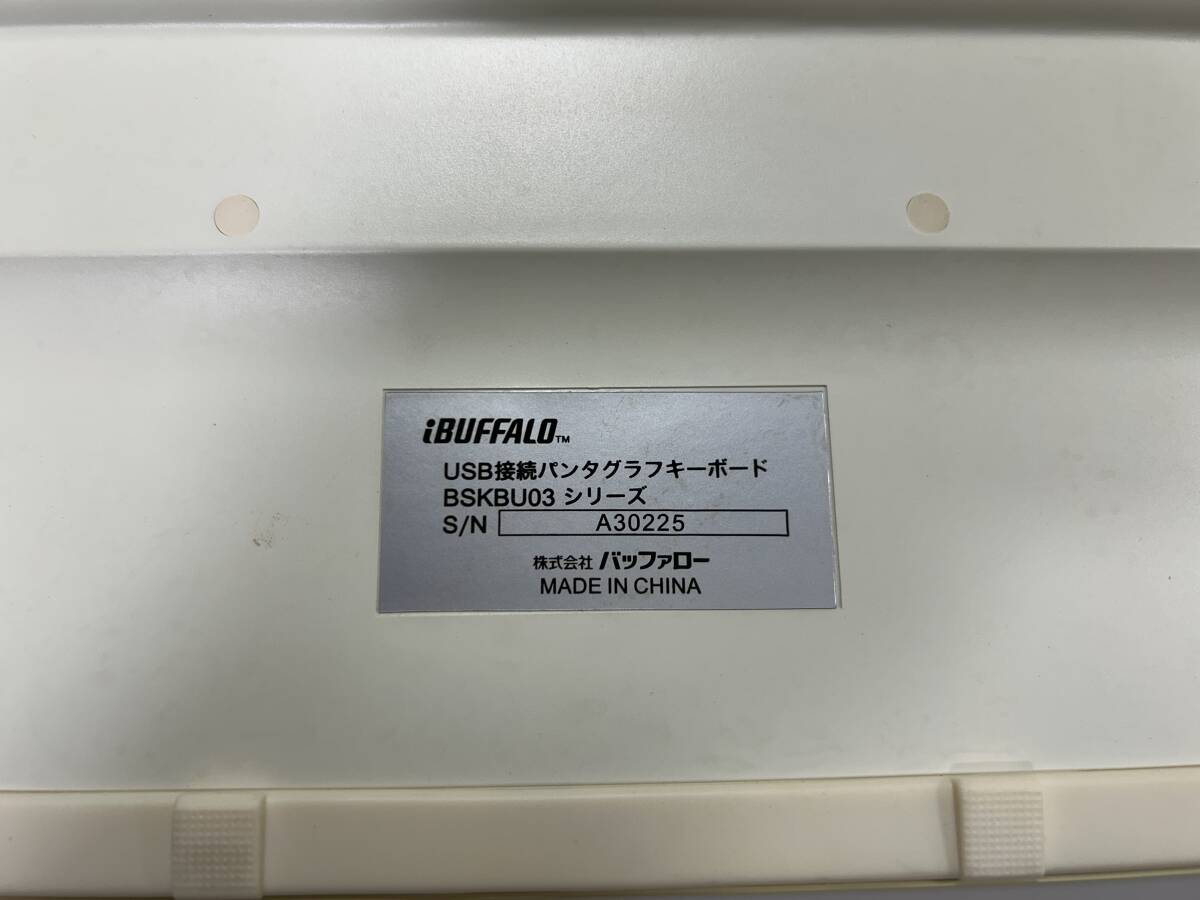 iBUFFALO™
USB接続パンタグラフキーボード
BSKBU03 シリーズ
S/N A30225
株式会社 バッファロー
MADE IN CHINA